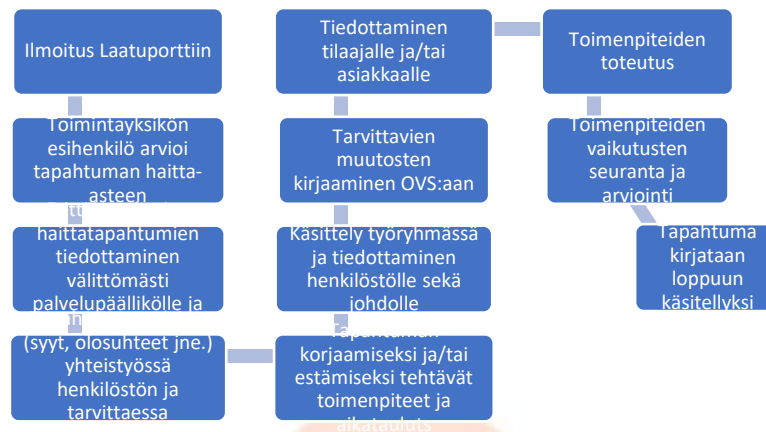 Ilmoitus Laatuporttiin
Toimintayksikön
esihenkilö arvioi
tapahtuman haitta-
asteen
haittatapahtumien
tiedottaminen
välittömästi
palvelupäällikölle ja
(syyt, olosuhteet jne.)
yhteistyössä
henkilöstön ja
tarvittaessa
Tapahtuman
korjaamiseksi ja/tai
estämiseksi tehtävät
toimenpiteet ja
aikatauluts
Käsittely työryhmässä
ja tiedottaminen
henkilöstölle sekä
johdolle
Tarvittavien
muutosten
kirjaaminen OVS:aan
Tiedottaminen
tilaajalle ja/tai
asiakkaalle
Toimenpiteiden
toteutus
Toimenpiteiden
vaikutusten
seuranta ja
arviointi
Tapahtuma
kirjataan
loppuun
käsitellyksi